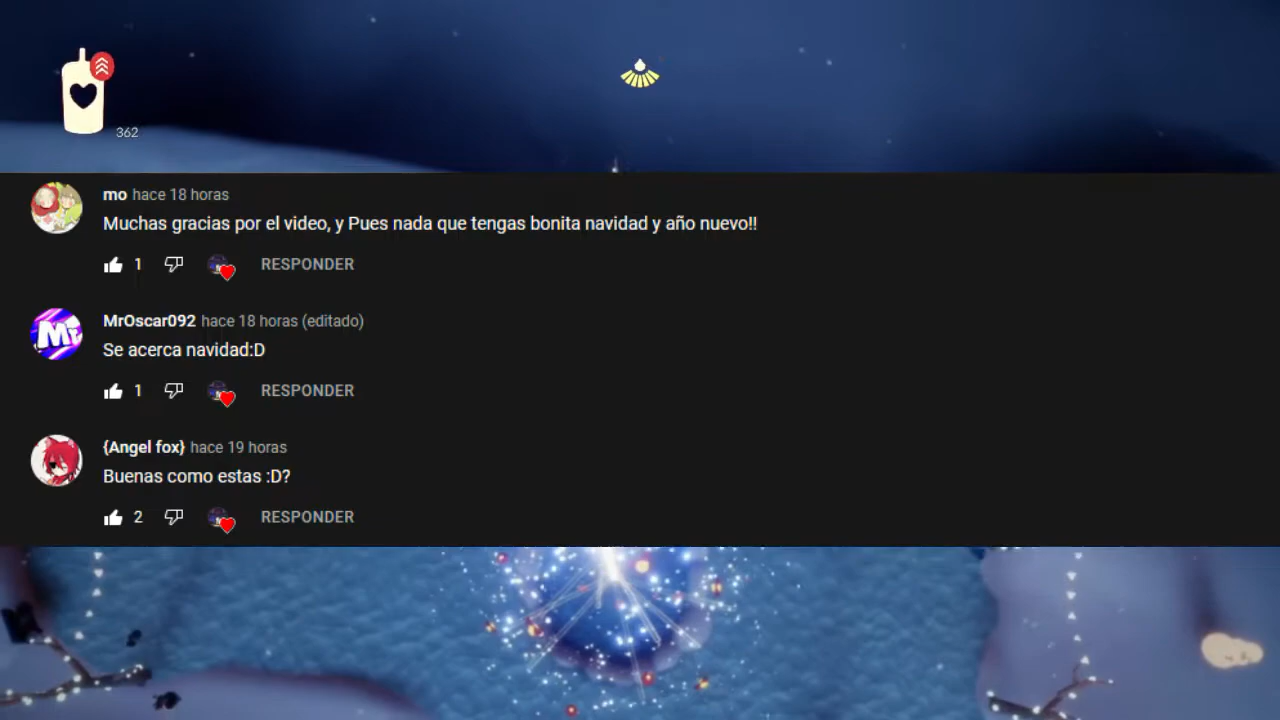 362
mo hace 18 horas
Muchas gracias por el video, y Pues nada que tengas bonita navidad y año nuevo!!
1 RESPONDER
MrOscar092 hace 18 horas (editado)
Se acerca navidad:D
1 RESPONDER
{Angel fox} hace 19 horas
Buenas como estas :D?
2 RESPONDER